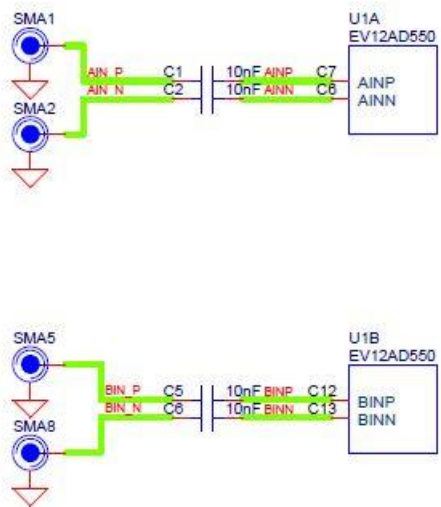 SMA1
U1A
EV12AD550
AIN_P C1 10nF AINP C7
AINP
AIN_N C2 10nF AINN C6
AINN
SMA2
SMA5
U1B
EV12AD550
BIN_P C5 10nF BINP C12
BINP
BIN_N C6 10nF BINN C13
BINN
SMA8